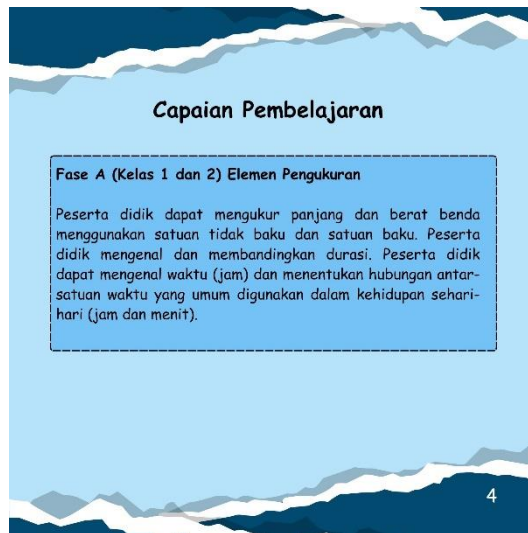 Capaian Pembelajaran
Fase A (Kelas 1 dan 2) Elemen Pengukuran
Peserta didik dapat mengukur panjang dan berat benda
menggunakan satuan tidak baku dan satuan baku. Peserta
didik mengenal dan membandingkan durasi. Peserta didik
dapat mengenal waktu (jam) dan menentukan hubungan antar-
satuan waktu yang umum digunakan dalam kehidupan sehari-
hari (jam dan menit).
4